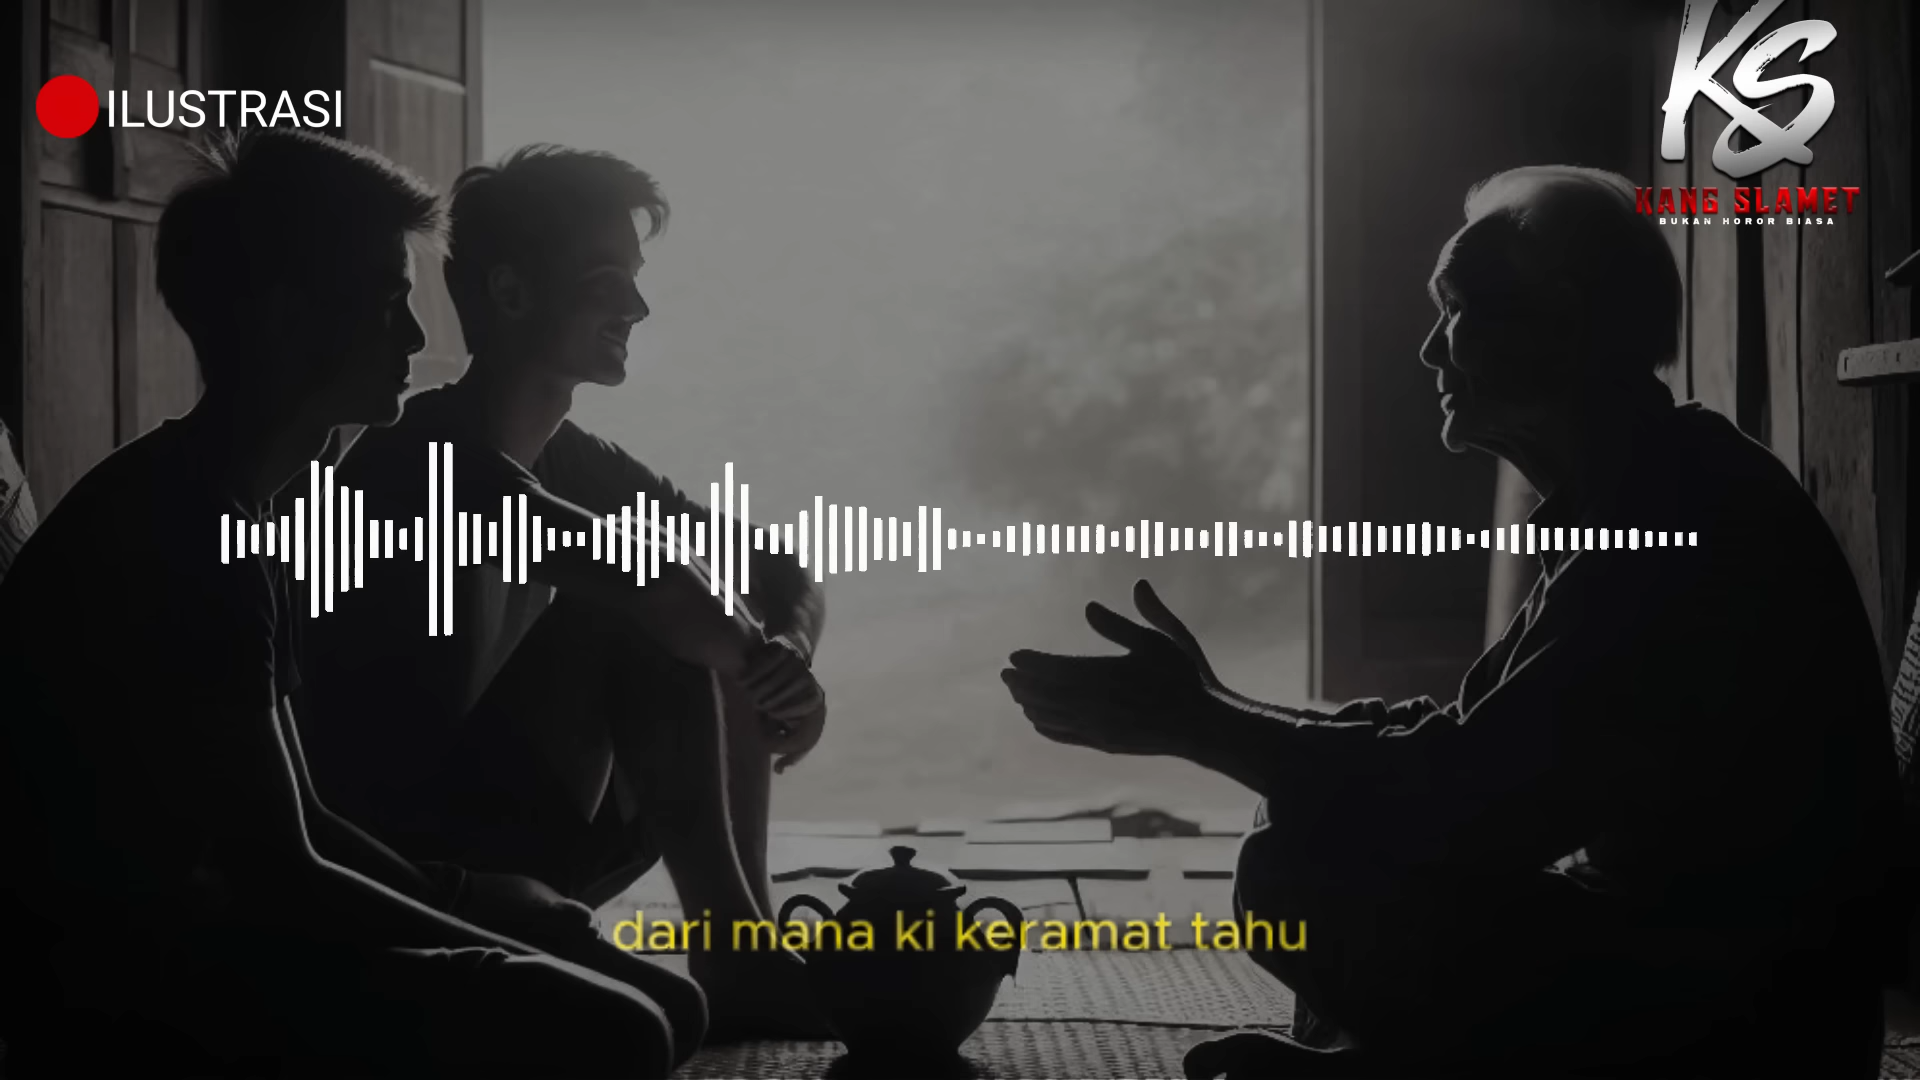 ILUSTRASI
KS
KANG SLAMET
BUKAN HOROR BIASA
dari mana ki keramat tahu